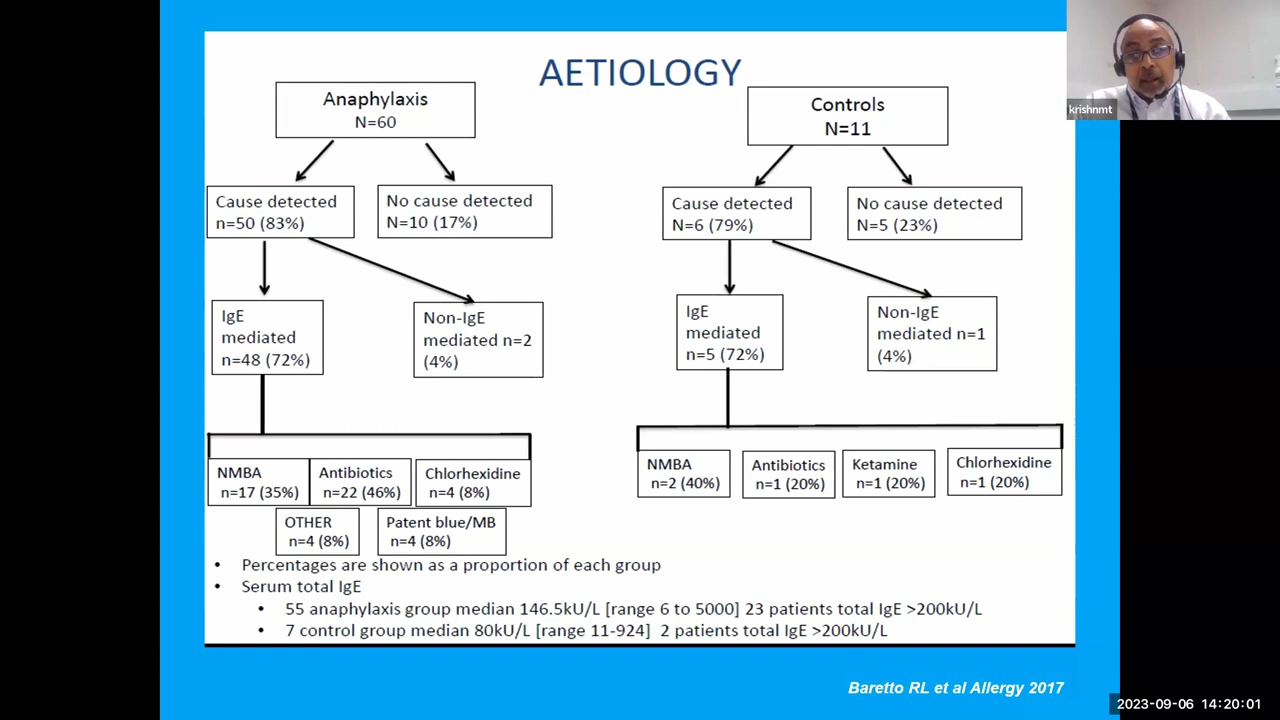 AETIOLOGY
Anaphylaxis
N=60
Controls
N=11
Cause detected
n=50 (83%)
No cause detected
N=10 (17%)
Cause detected
N=6 (79%)
No cause detected
N=5 (23%)
IgE
mediated
n=48 (72%)
Non-IgE
mediated n=2
(4%)
IgE
mediated
n=5 (72%)
Non-IgE
mediated n=1
(4%)
NMBA
n=17 (35%)
Antibiotics
n=22 (46%)
Chlorhexidine
n=4 (8%)
OTHER
n=4 (8%)
Patent blue/MB
n=4 (8%)
NMBA
n=2 (40%)
Antibiotics
n=1 (20%)
Ketamine
n=1 (20%)
Chlorhexidine
n=1 (20%)
• Percentages are shown as a proportion of each group
• Serum total IgE
• 55 anaphylaxis group median 146.5kU/L [range 6 to 5000] 23 patients total IgE >200kU/L
• 7 control group median 80kU/L [range 11-924] 2 patients total IgE >200kU/L
Baretto RL et al Allergy 2017
krishnmt
2023-09-06 14:20:01